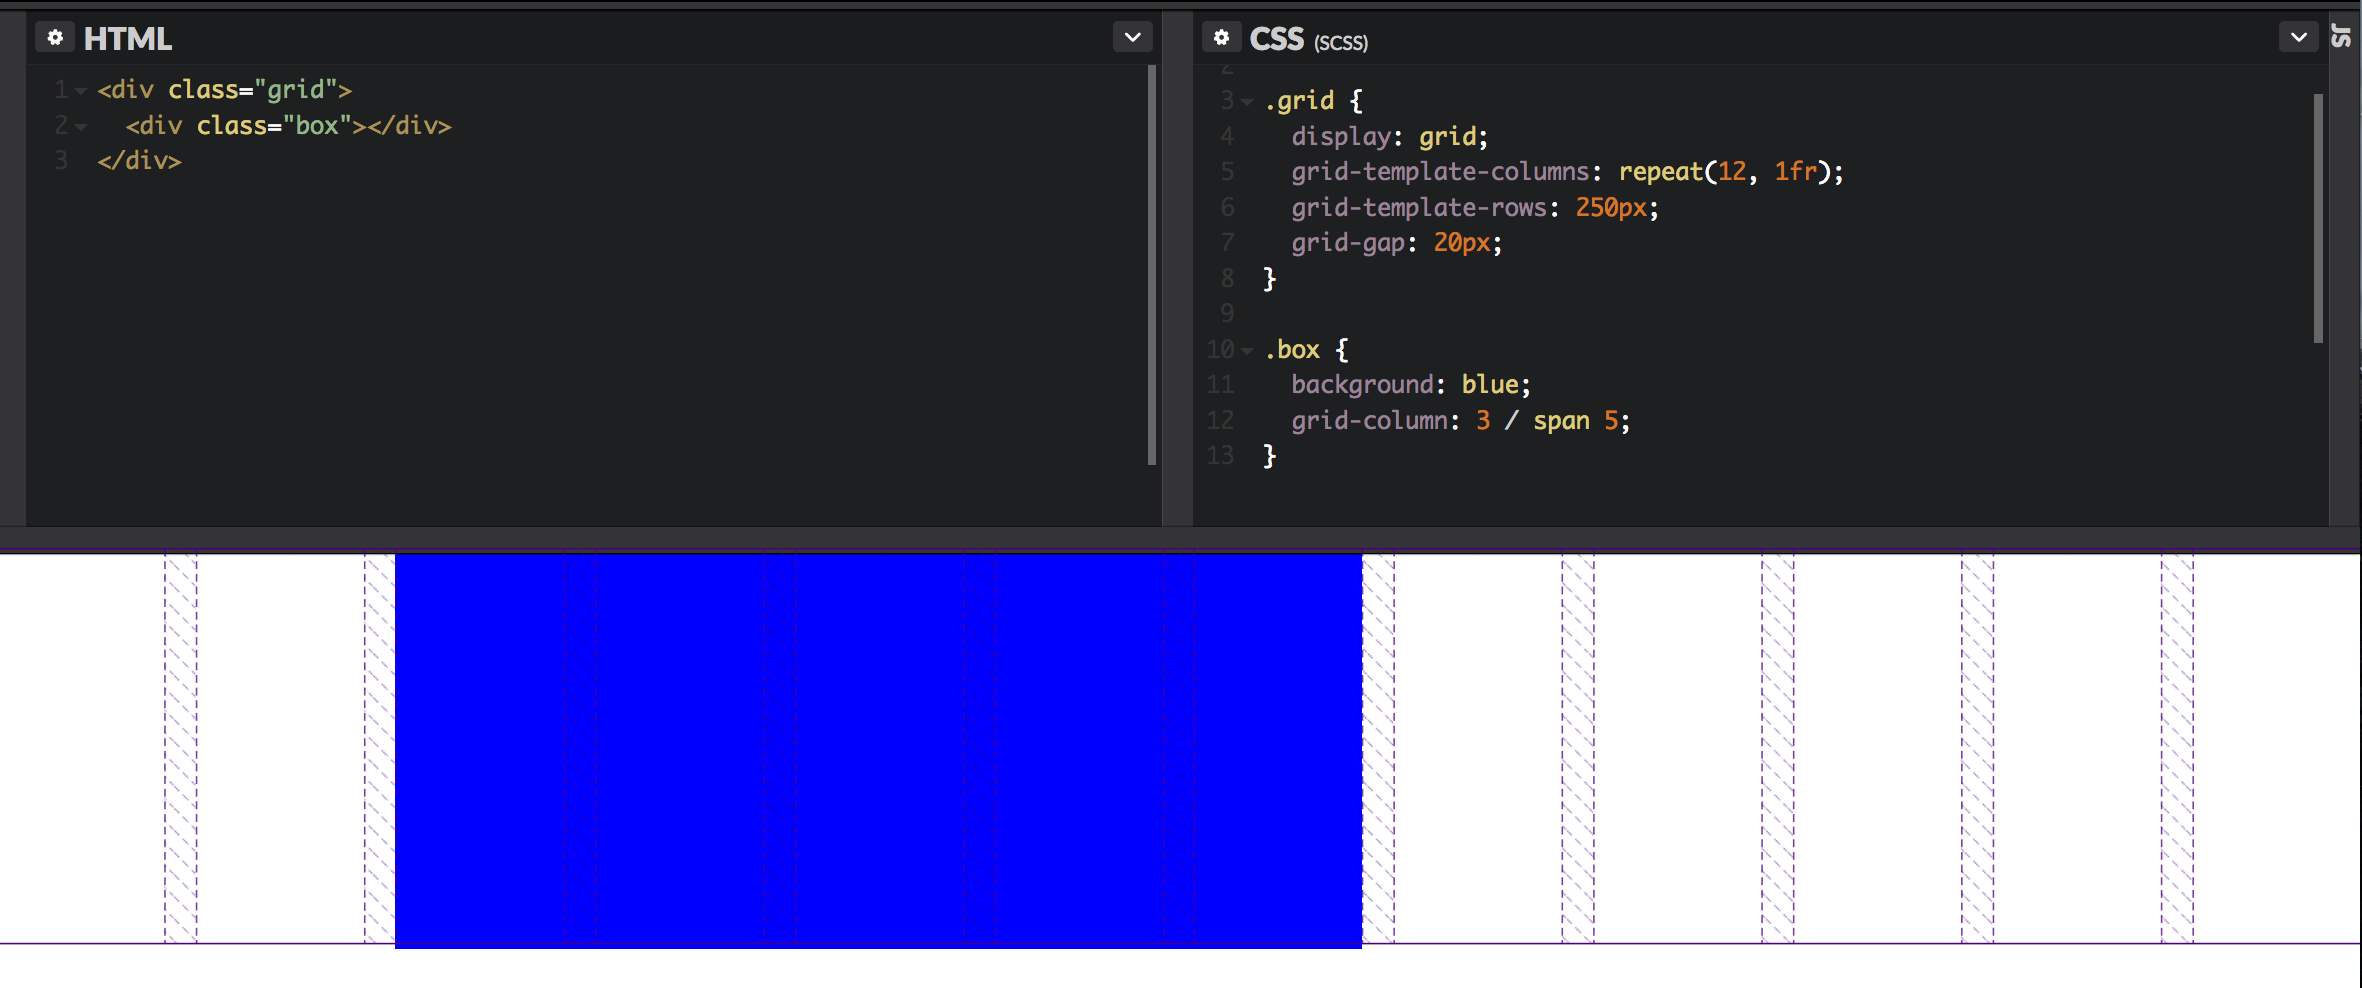 HTML
1 <div class="grid">
2   <div class="box"></div>
3 </div>
CSS (SCSS)
2
3 .grid {
4   display: grid;
5   grid-template-columns: repeat(12, 1fr);
6   grid-template-rows: 250px;
7   grid-gap: 20px;
8 }
9
10 .box {
11   background: blue;
12   grid-column: 3 / span 5;
13 }
JS